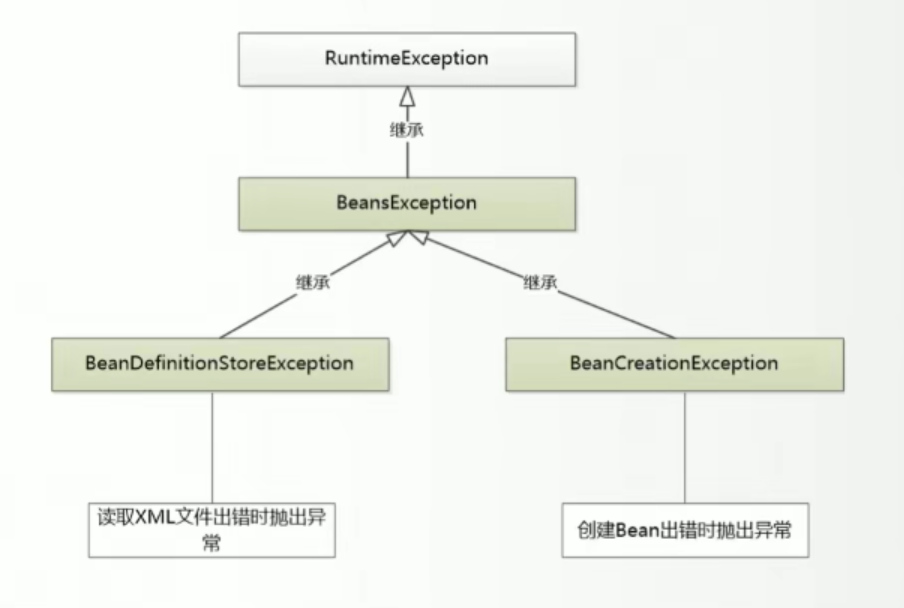 RuntimeException
继承
BeansException
继承
继承
BeanDefinitionStoreException
BeanCreationException
读取XML文件出错时抛出异
常
创建Bean出错时抛出异常